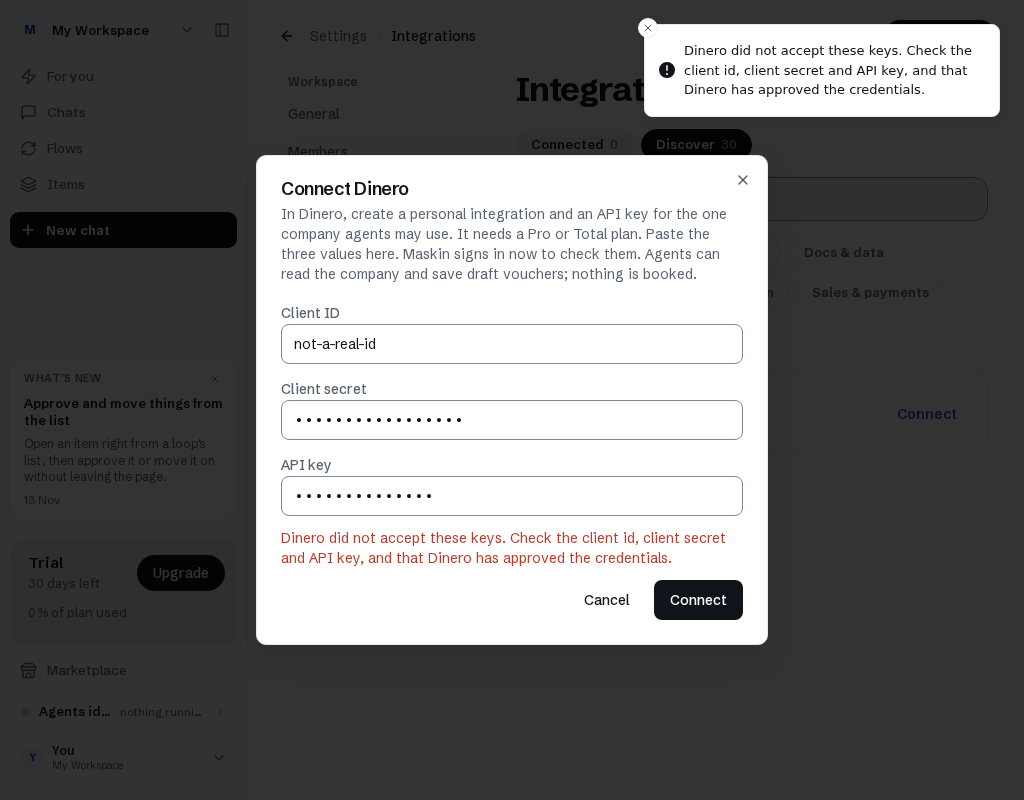 M My Workspace
For you
Chats
Flows
Items
New chat
WHAT'S NEW
Approve and move things from
the list
Open an item right from a loop's
list, then approve it or move it on
without leaving the page.
13 Nov
Trial
30 days left
Upgrade
0% of plan used
Marketplace
Agents id... nothing runni...
Y You
My Workspace
Settings Integrations
Workspace
General
Members
Integrat
Connected 0 Discover 30
Docs & data
Sales & payments
Connect
Dinero did not accept these keys. Check the
client id, client secret and API key, and that
Dinero has approved the credentials.
Connect Dinero
In Dinero, create a personal integration and an API key for the one
company agents may use. It needs a Pro or Total plan. Paste the
three values here. Maskin signs in now to check them. Agents can
read the company and save draft vouchers; nothing is booked.
Client ID
not-a-real-id
Client secret
API key
Dinero did not accept these keys. Check the client id, client secret
and API key, and that Dinero has approved the credentials.
Cancel Connect